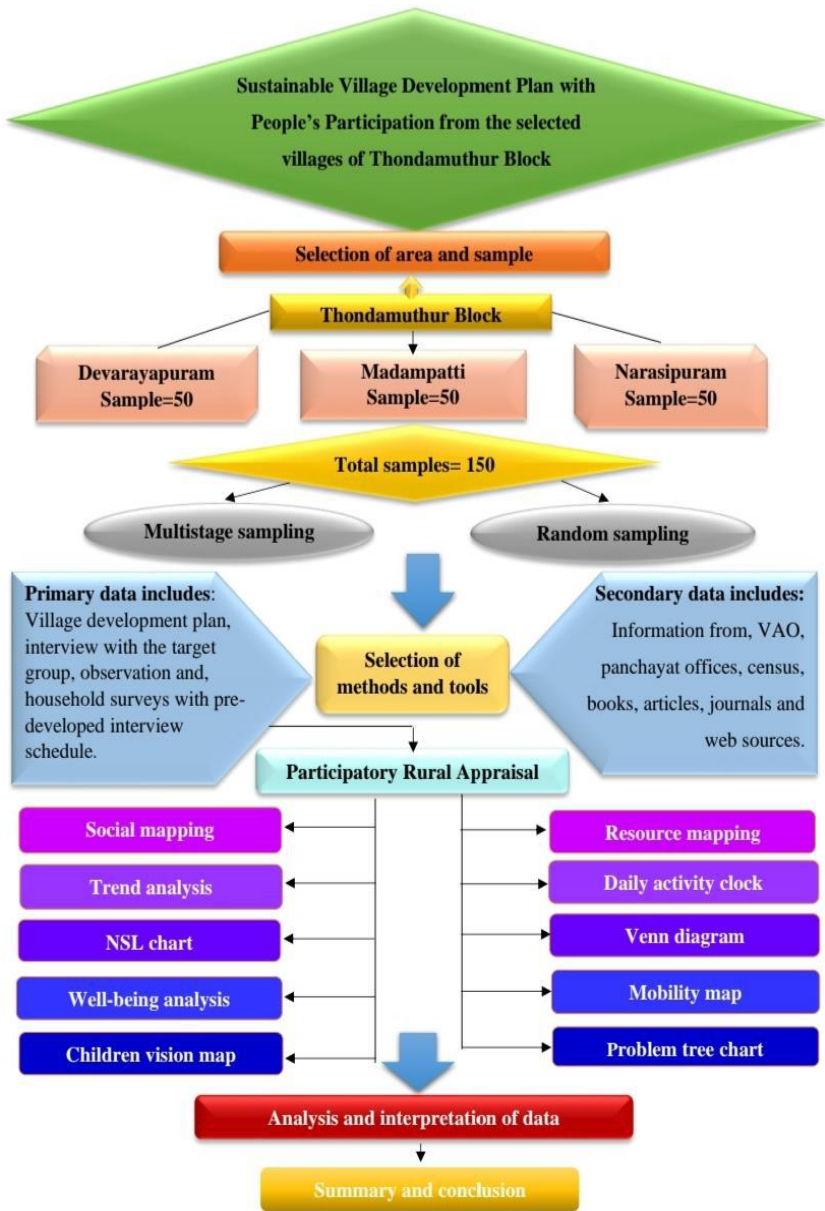 Sustainable Village Development Plan with
People's Participation from the selected
villages of Thondamuthur Block
Selection of area and sample
Thondamuthur Block
Devarayapuram
Sample=50
Madampatti
Sample=50
Narasipuram
Sample=50
Total samples= 150
Multistage sampling
Random sampling
Primary data includes:
Village development plan,
interview with the target
group, observation and,
household surveys with pre-
developed interview
schedule.
Selection of
methods and tools
Secondary data includes:
Information from, VAO,
panchayat offices, census,
books, articles, journals and
web sources.
Participatory Rural Appraisal
Social mapping
Resource mapping
Trend analysis
Daily activity clock
NSL chart
Venn diagram
Well-being analysis
Mobility map
Children vision map
Problem tree chart
Analysis and interpretation of data
Summary and conclusion